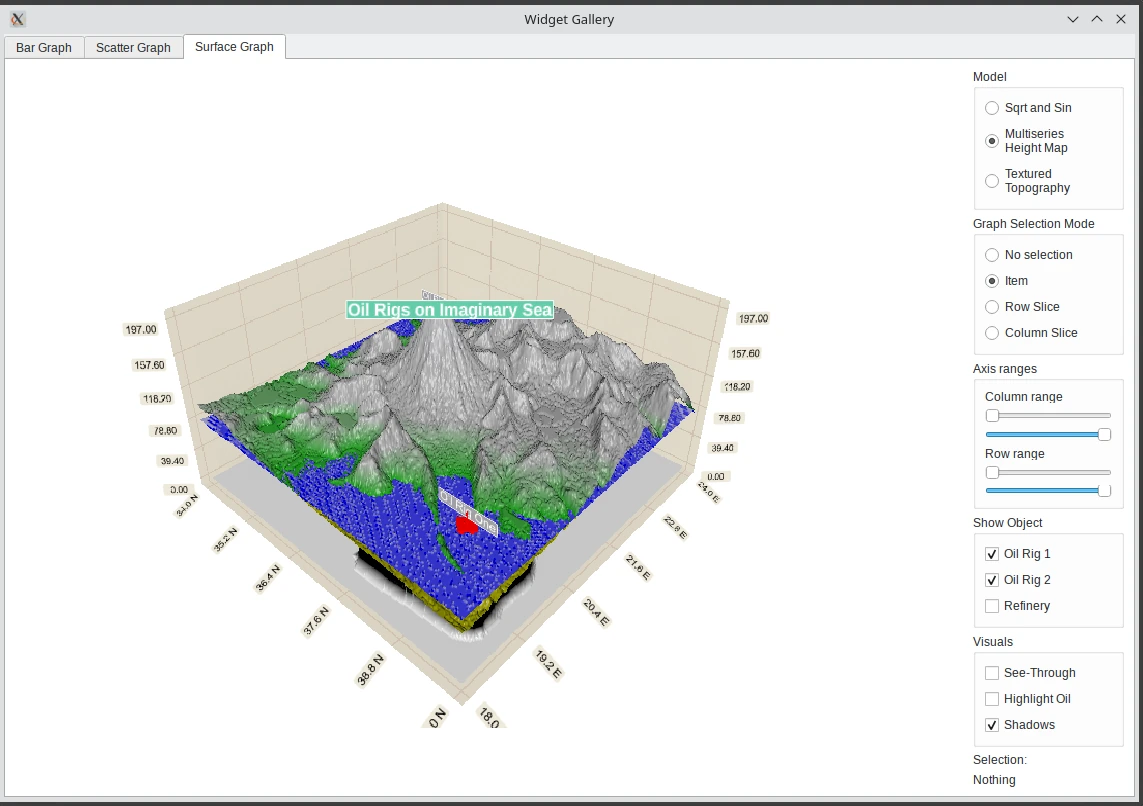 Widget Gallery
Bar Graph
Scatter Graph
Surface Graph
Model
Sqrt and Sin
Multiseries
Height Map
Textured
Topography
Graph Selection Mode
No selection
Item
Row Slice
Column Slice
Axis ranges
Column range
Row range
Show Object
Oil Rig 1
Oil Rig 2
Refinery
Visuals
See-Through
Highlight Oil
Shadows
Selection:
Nothing
Oil Rigs on Imaginary Sea
197.00
157.60
118.20
78.80
39.40
0.00
197.00
157.60
118.20
78.80
39.40
0.00
34.0 N
35.2 N
36.4 N
37.6 N
38.8 N
0 N
18.0
19.2 E
20.4 E
21.6 E
22.8 E
24.0 E
Oil Rig One